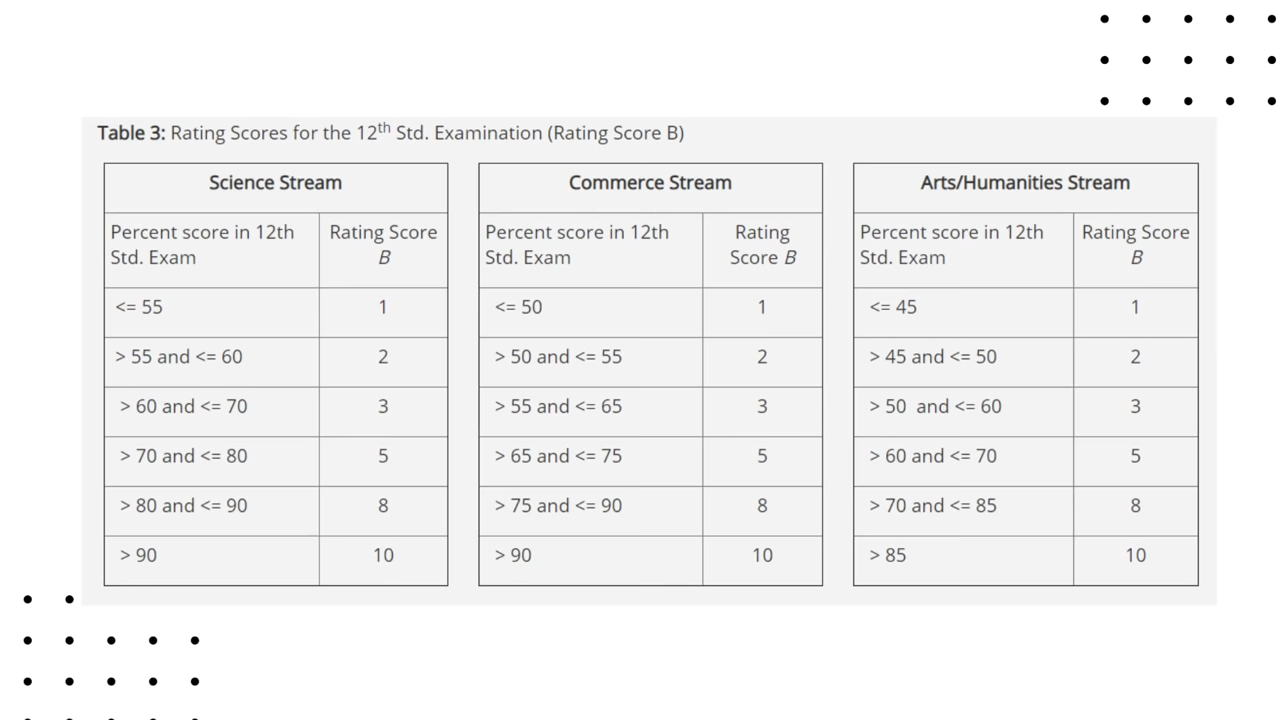 Table 3: Rating Scores for the 12th Std. Examination (Rating Score B)
Science Stream
Percent score in 12th Rating Score
Std. Exam B
<= 55 1
> 55 and <= 60 2
> 60 and <= 70 3
> 70 and <= 80 5
> 80 and <= 90 8
> 90 10
Commerce Stream
Percent score in 12th Rating
Std. Exam Score B
<= 50 1
> 50 and <= 55 2
> 55 and <= 65 3
> 65 and <= 75 5
> 75 and <= 90 8
> 90 10
Arts/Humanities Stream
Percent score in 12th Rating Score
Std. Exam B
<= 45 1
> 45 and <= 50 2
> 50 and <= 60 3
> 60 and <= 70 5
> 70 and <= 85 8
> 85 10